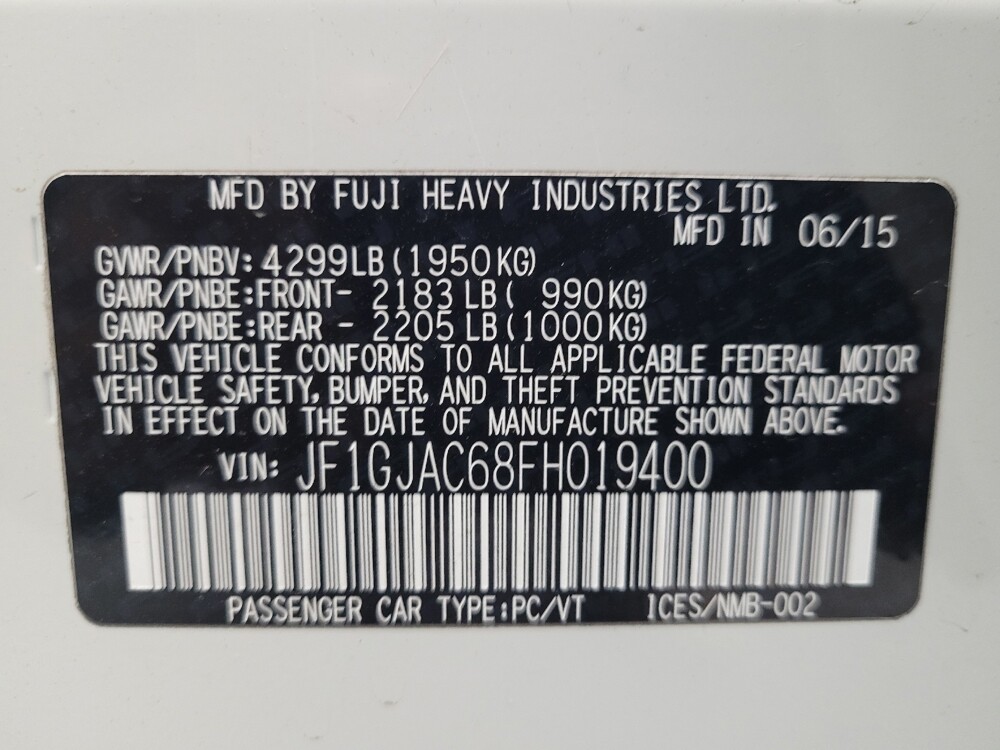 MFD BY FUJI HEAVY INDUSTRIES LTD.
MFD IN 06/15
GVWR/PNBV: 4299LB (1950KG)
GAWR/PNBE:FRONT- 2183 LB ( 990KG)
GAWR/PNBE:REAR - 2205 LB (1000KG)
THIS VEHICLE CONFORMS TO ALL APPLICABLE FEDERAL MOTOR
VEHICLE SAFETY, BUMPER, AND THEFT PREVENTION STANDARDS
IN EFFECT ON THE DATE OF MANUFACTURE SHOWN ABOVE.
VIN: JF1GJAC68FH019400
PASSENGER CAR TYPE:PC/VT ICES/NMB-002